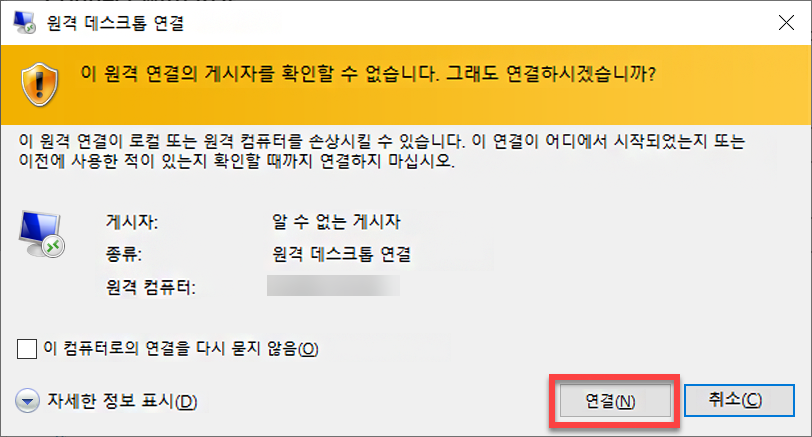 원격 데스크톱 연결
이 원격 연결의 게시자를 확인할 수 없습니다. 그래도 연결하시겠습니까?
이 원격 연결이 로컬 또는 원격 컴퓨터를 손상시킬 수 있습니다. 이 연결이 어디에서 시작되었는지 또는
이전에 사용한 적이 있는지 확인할 때까지 연결하지 마십시오.
게시자: 알 수 없는 게시자
종류: 원격 데스크톱 연결
원격 컴퓨터:
이 컴퓨터로의 연결을 다시 묻지 않음(O)
자세한 정보 표시(D) 연결(N) 취소(C)